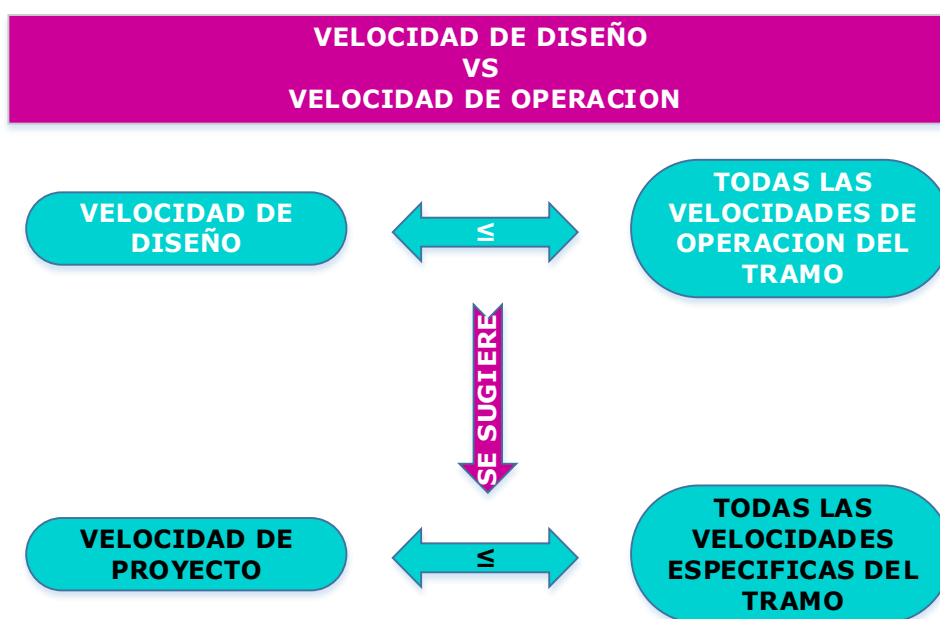 VELOCIDAD DE DISEÑO
VS
VELOCIDAD DE OPERACION
VELOCIDAD DE
DISEÑO
≤
TODAS LAS
VELOCIDADES DE
OPERACION DEL
TRAMO
SE SUGIERE
VELOCIDAD DE
PROYECTO
≤
TODAS LAS
VELOCIDADES
ESPECIFICAS DEL
TRAMO